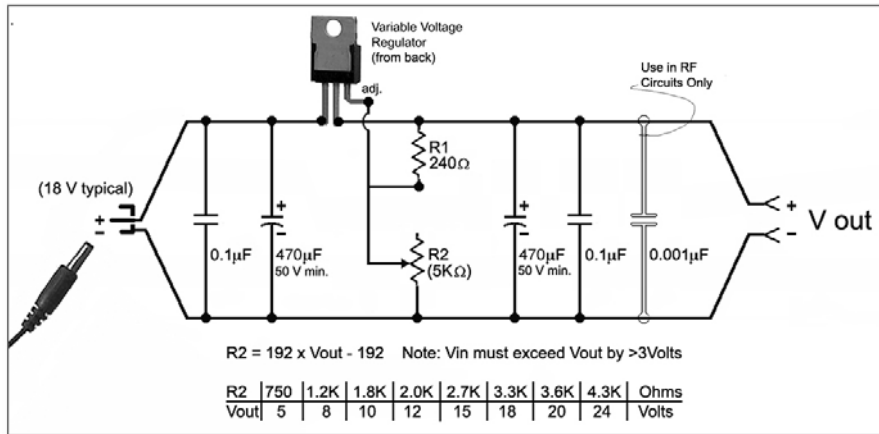 Variable Voltage
Regulator
(from back)
adj.
Use in RF
Circuits Only
R1
240Ω
(18 V typical)
+
-
+
-
+
-
+
-
V out
0.1µF
470µF
50 V min.
R2
(5KΩ)
470µF
50 V min.
0.1µF
0.001µF
R2 = 192 x Vout - 192 Note: Vin must exceed Vout by >3Volts
R2 750 1.2K 1.8K 2.0K 2.7K 3.3K 3.6K 4.3K Ohms
Vout 5 8 10 12 15 18 20 24 Volts